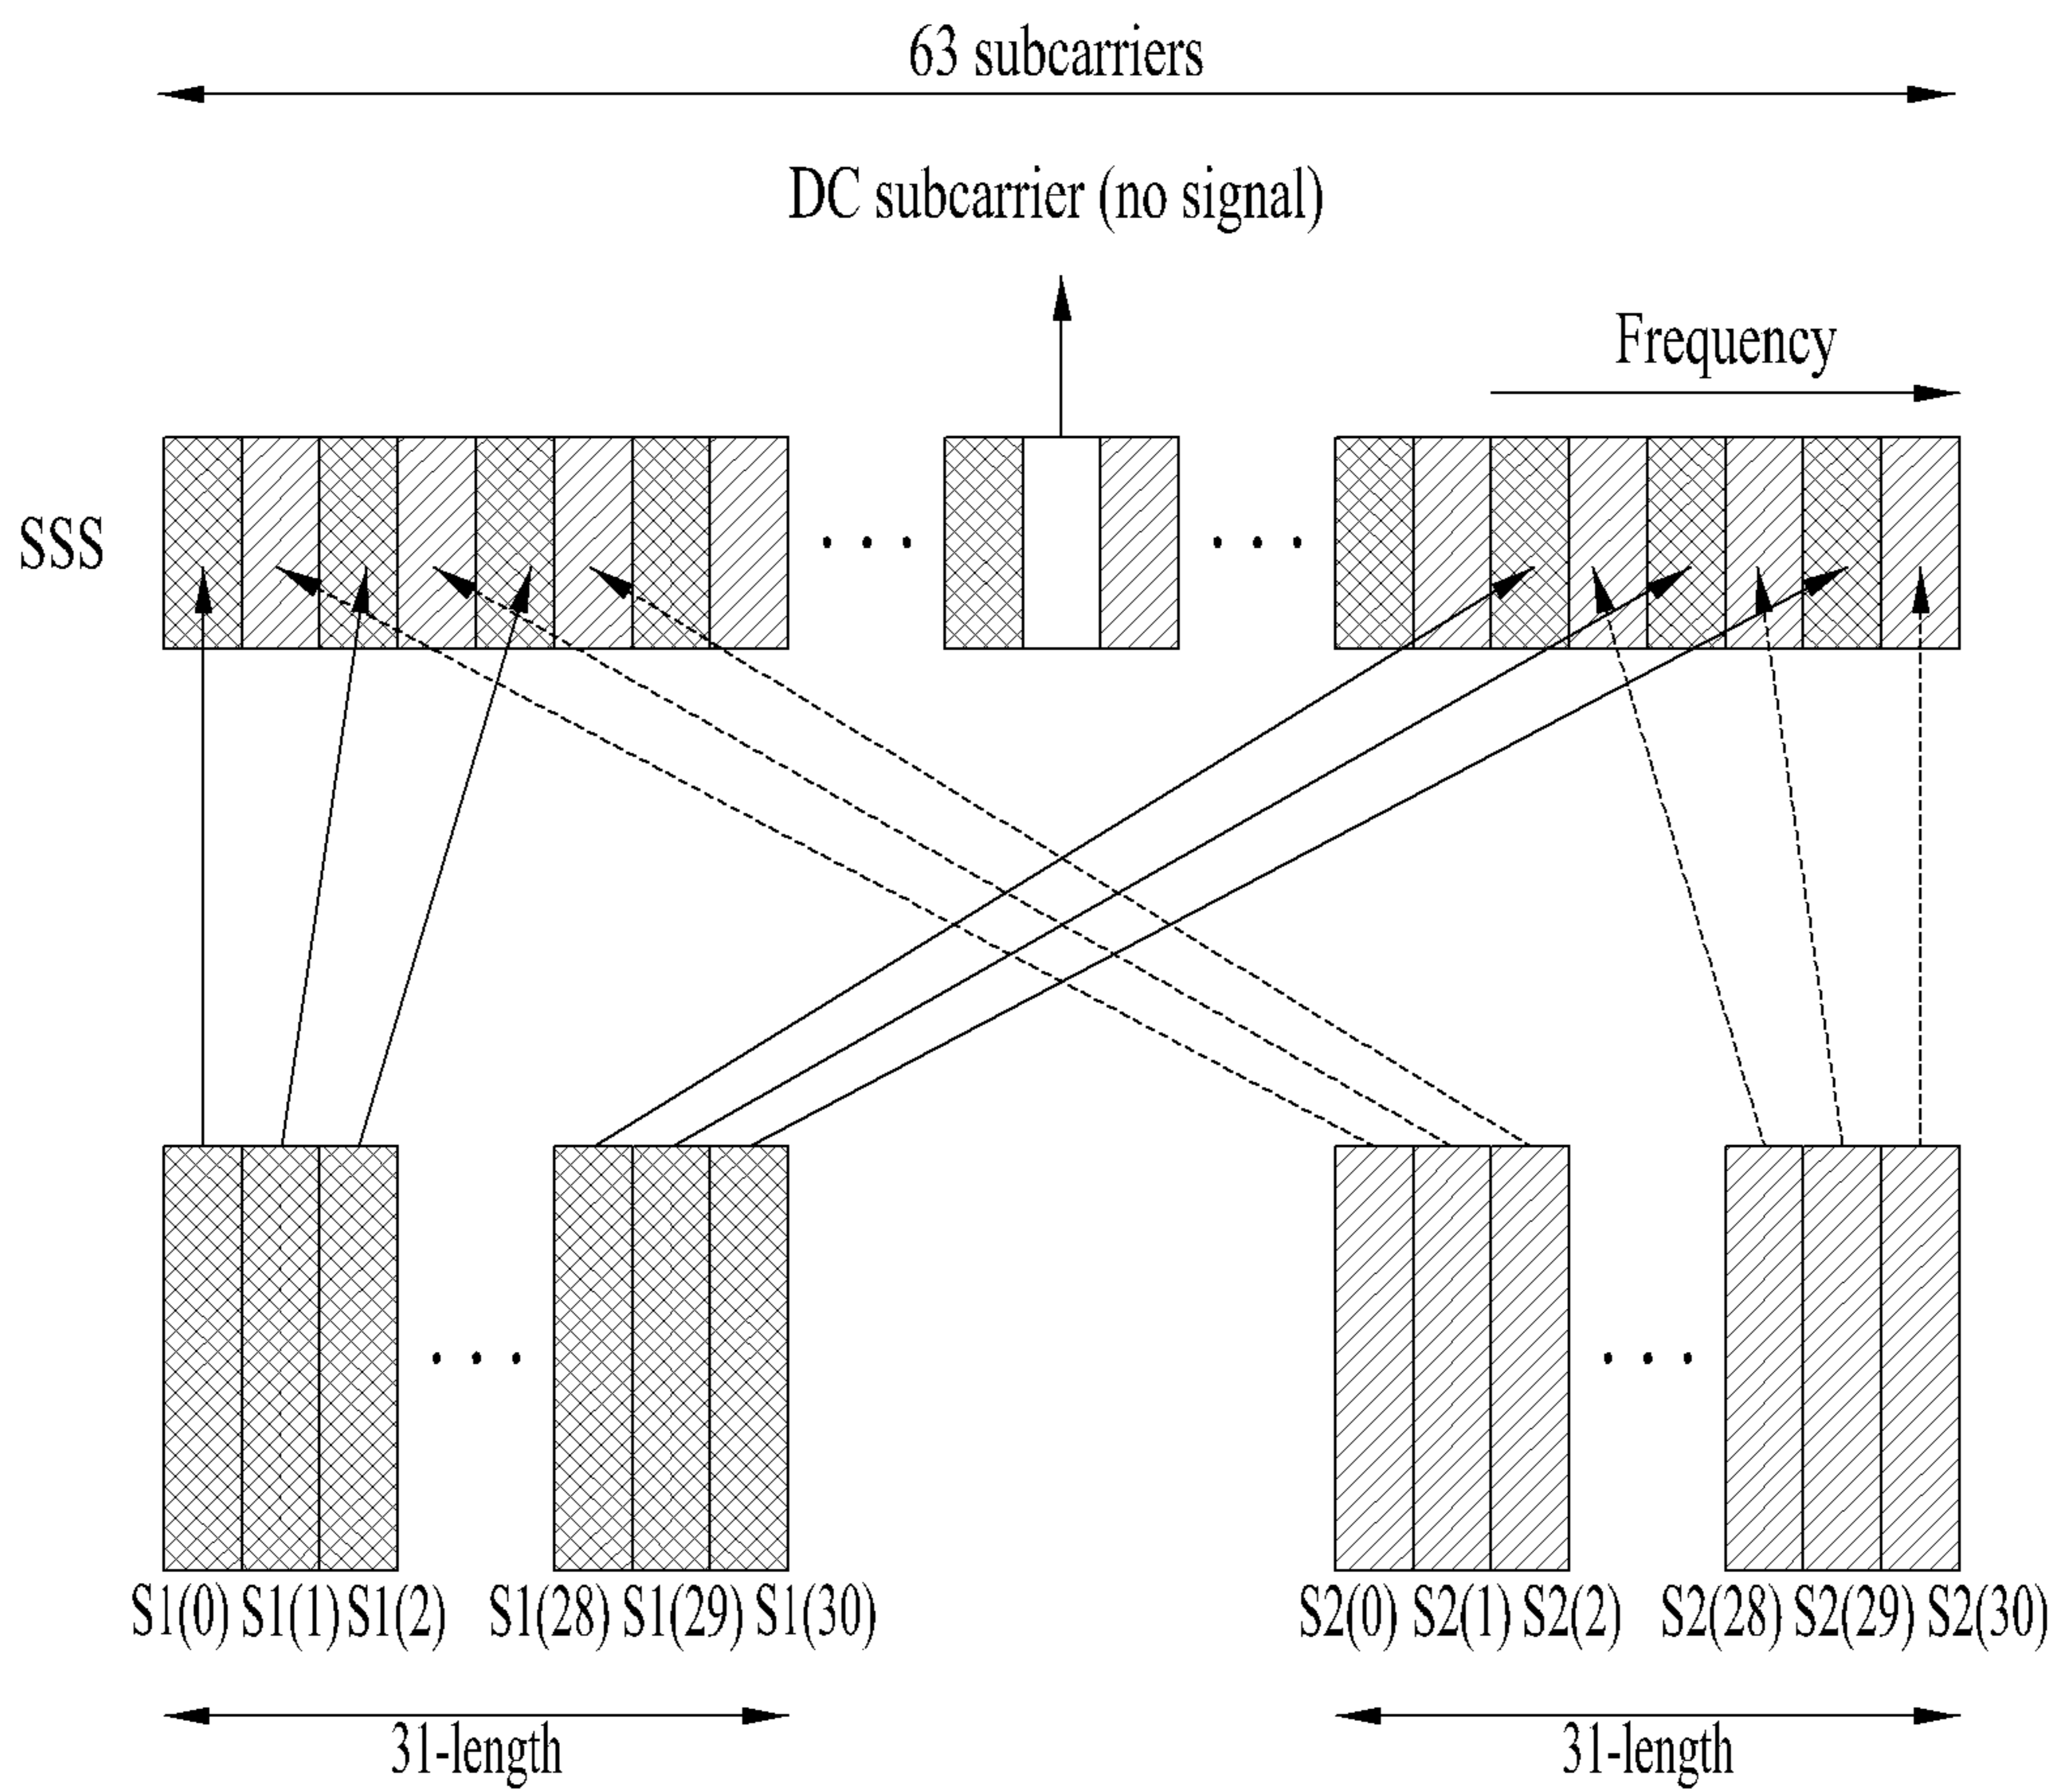 63 subcarriers
DC subcarrier (no signal)
Frequency
SSS
S1(0) S1(1) S1(2) S1(28) S1(29) S1(30) S2(0) S2(1) S2(2) S2(28) S2(29) S2(30)
31-length 31-length